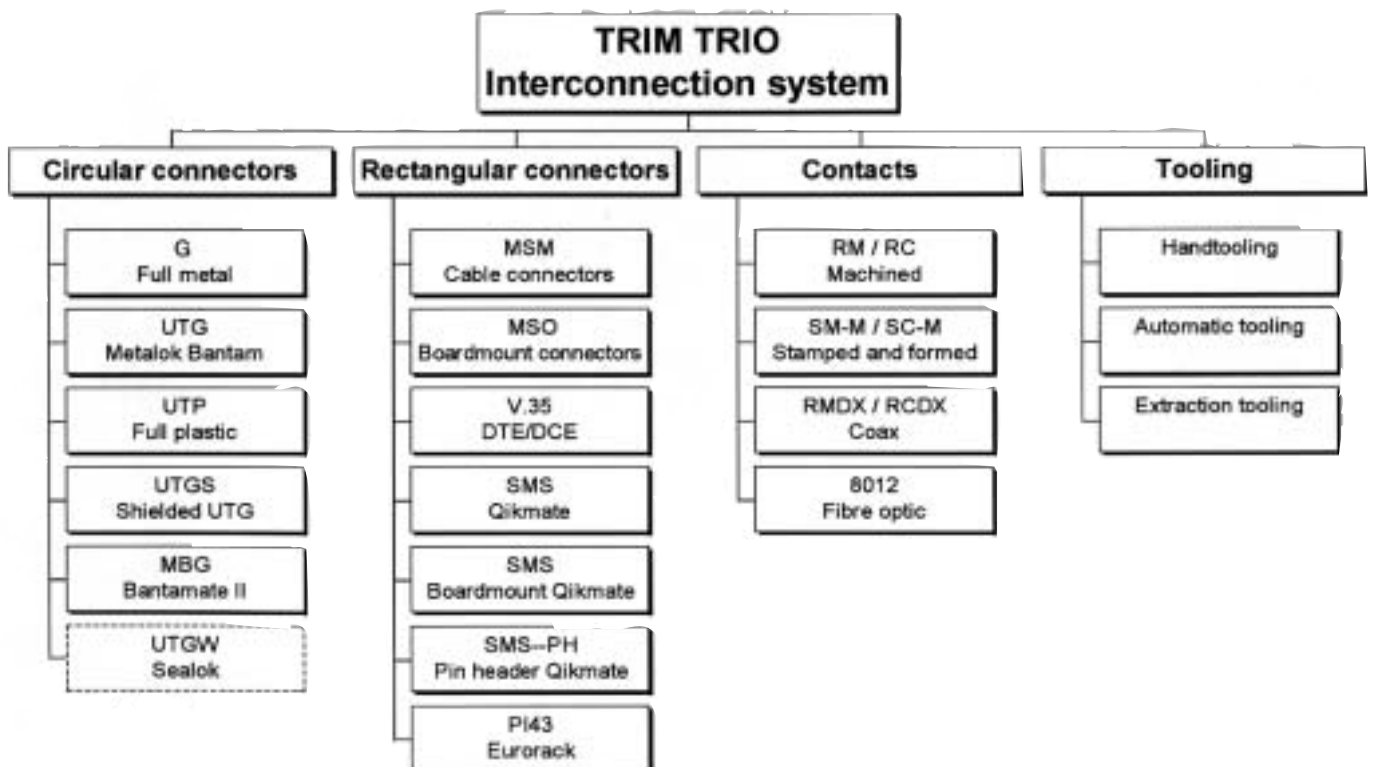 TRIM TRIO
Interconnection system
Circular connectors
G
Full metal
UTG
Metalok Bantam
UTP
Full plastic
UTGS
Shielded UTG
MBG
Bantamate II
UTGW
Sealok
Rectangular connectors
MSM
Cable connectors
MSO
Boardmount connectors
V.35
DTE/DCE
SMS
Qikmate
SMS
Boardmount Qikmate
SMS--PH
Pin header Qikmate
PI43
Eurorack
Contacts
RM / RC
Machined
SM-M / SC-M
Stamped and formed
RMDX / RCDX
Coax
8012
Fibre optic
Tooling
Handtooling
Automatic tooling
Extraction tooling